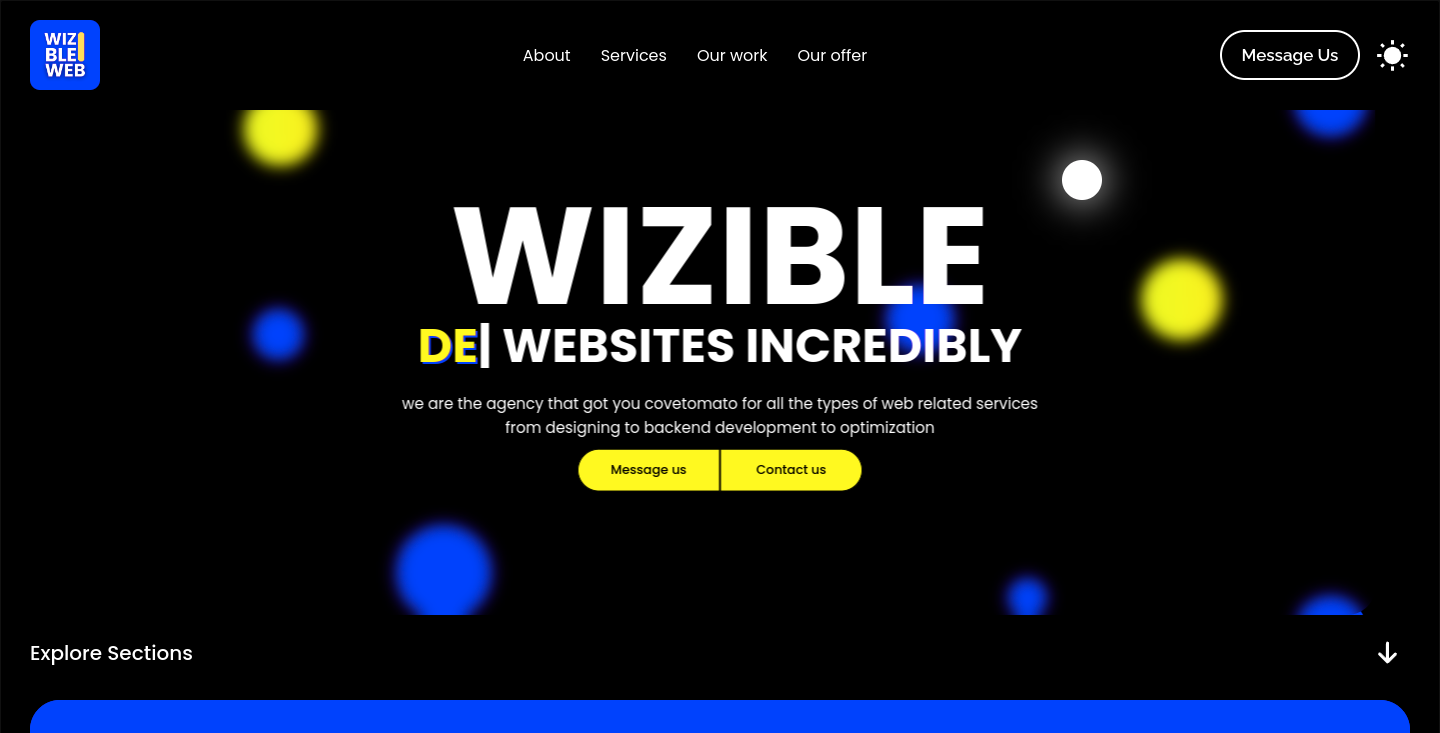 WIZI
BLE
WEB
About Services Our work Our offer
Message Us
WIZIBLE
DE| WEBSITES INCREDIBLY
we are the agency that got you covetomato for all the types of web related services
from designing to backend development to optimization
Message us Contact us
Explore Sections